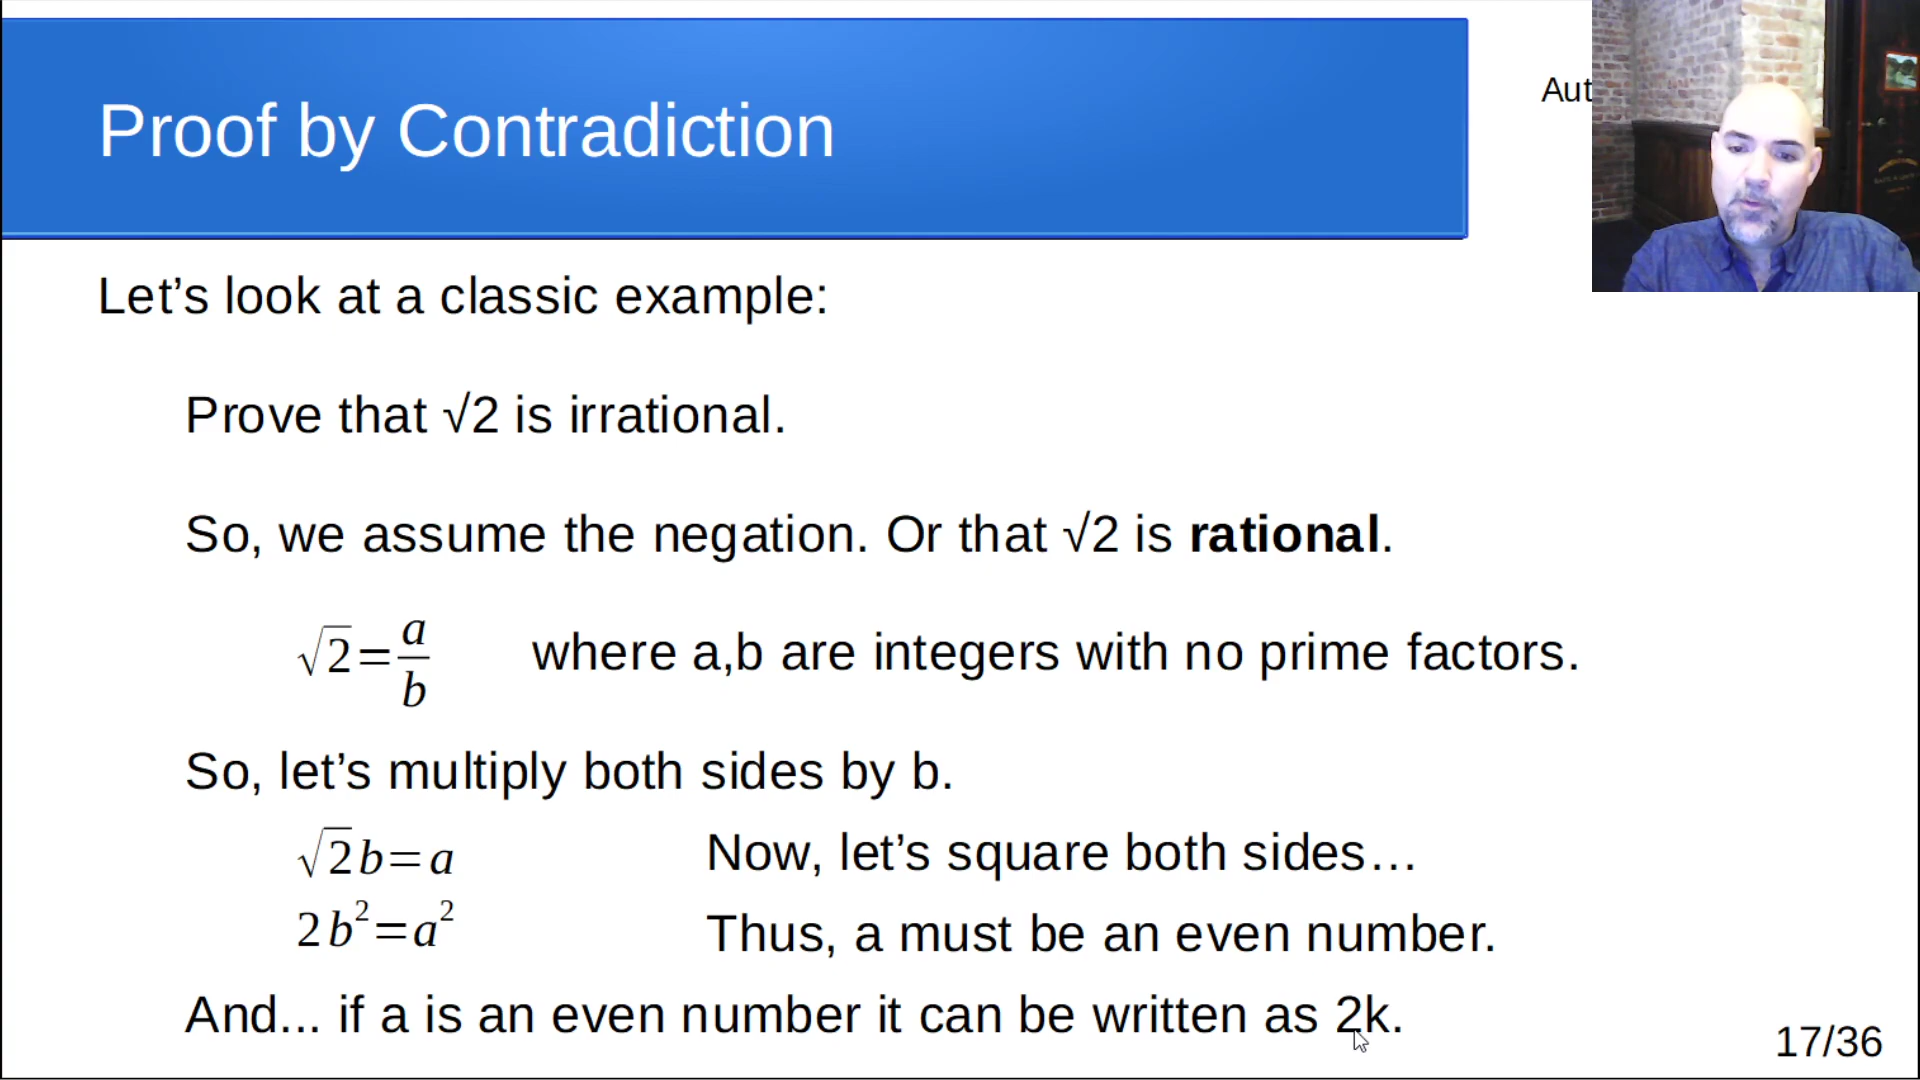 Proof by Contradiction
Aut
Let’s look at a classic example:
Prove that √2 is irrational.
So, we assume the negation. Or that √2 is rational.
√2=a/b where a,b are integers with no prime factors.
So, let’s multiply both sides by b.
√2b=a Now, let’s square both sides…
2b²=a² Thus, a must be an even number.
And... if a is an even number it can be written as 2k.
17/36